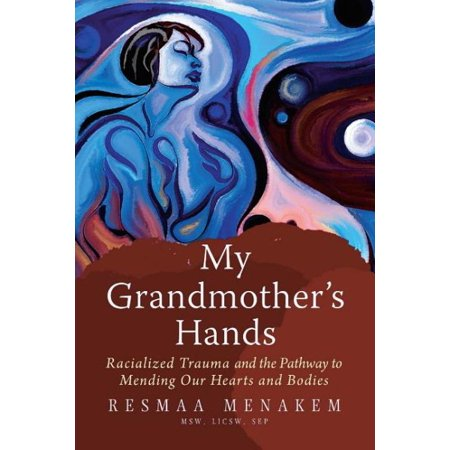 My
Grandmother's
Hands
Racialized Trauma and the Pathway to
Mending Our Hearts and Bodies
RESMAA MENAKEM
MSW, LICSW, SEP